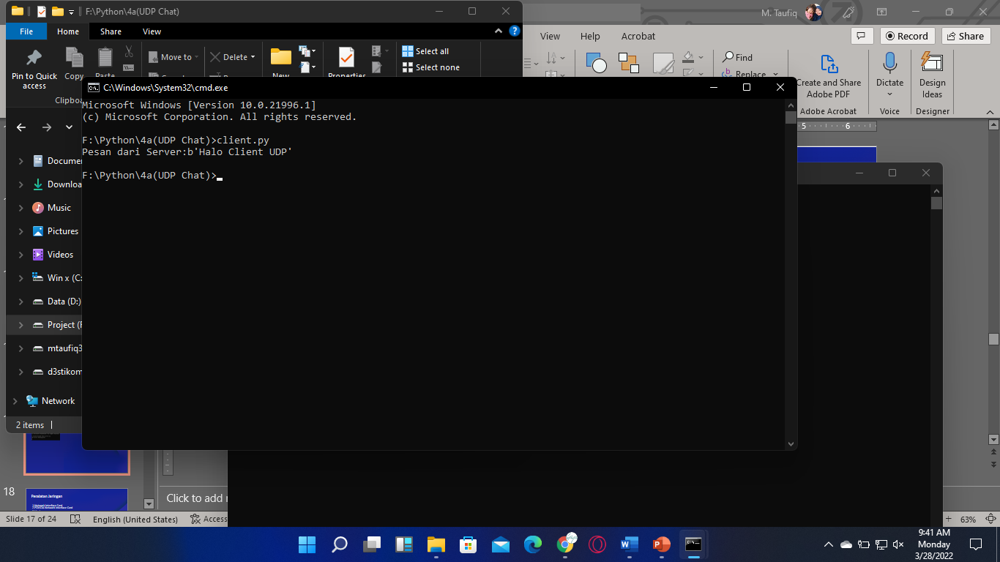 F:\Python\4a(UDP Chat)
M. Taufiq
File
Home
Share
View
View
Help
Acrobat
Record
Share
Pin to Quick access
Copy
Paste
Move to
Delete
New
Properties
Select all
Select none
Find
Replace
Create and Share Adobe PDF
Dictate
Design Ideas
Adobe Acrobat
Voice
Designer
C:\Windows\System32\cmd.exe
Microsoft Windows [Version 10.0.21996.1]
(c) Microsoft Corporation. All rights reserved.
F:\Python\4a(UDP Chat)>client.py
Pesan dari Server:b'Halo Client UDP'
F:\Python\4a(UDP Chat)>
5
6
Music
Pictures
Videos
Win x (C:
Data (D:)
Project (F
mtaufiq3
d3stikom
Network
2 items
18
Peralatan Jaringan
Click to add
Slide 17 of 24
English (United States)
63%
9:41 AM
Monday
3/28/2022